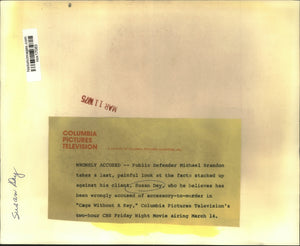 MAR 11 1975
COLUMBIA
PICTURES
TELEVISION
WRONGLY ACCUSED -- Public Defender Michael Brandon
takes a last, painful look at the facts stacked
up against his client, Susan Dey, who he believes has
been wrongly accused of accessory-to-murder in
"Cage Without A Key," Columbia Pictures Television's
two-hour CBS Friday Night Movie airing March 14.
Susan Dey